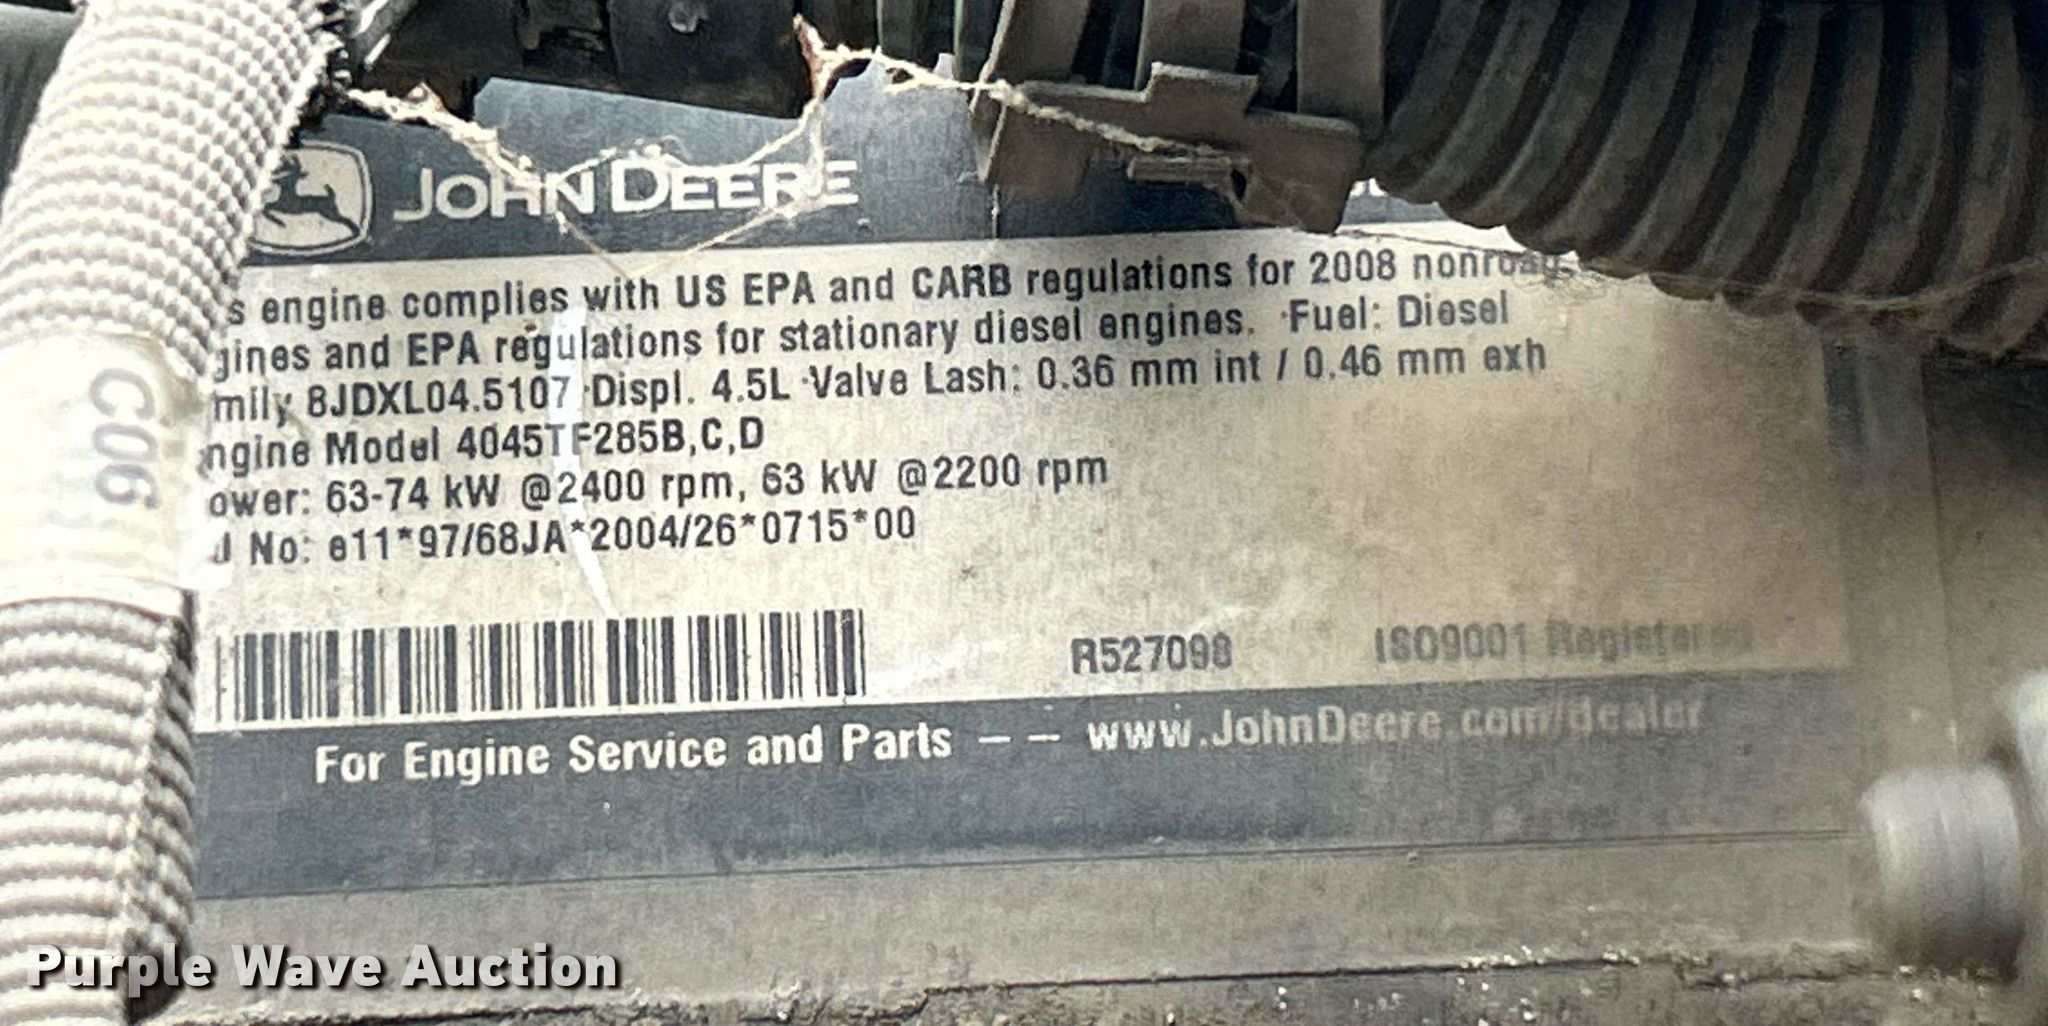 JOHN DEERE
s engine complies with US EPA and CARB regulations for 2008 nonroad
gines and EPA regulations for stationary diesel engines. ·Fuel: Diesel
mily 8JDXL04.5107 ·Displ. 4.5L ·Valve Lash: 0.36 mm int / 0.46 mm exh
ngine Model 4045TF285B,C,D
ower: 63-74 kW @2400 rpm, 63 kW @2200 rpm
No: e11*97/68JA*2004/26*0715*00
C06
R527098 ISO9001 Registered
For Engine Service and Parts -- www.JohnDeere.com/dealer
Purple Wave Auction